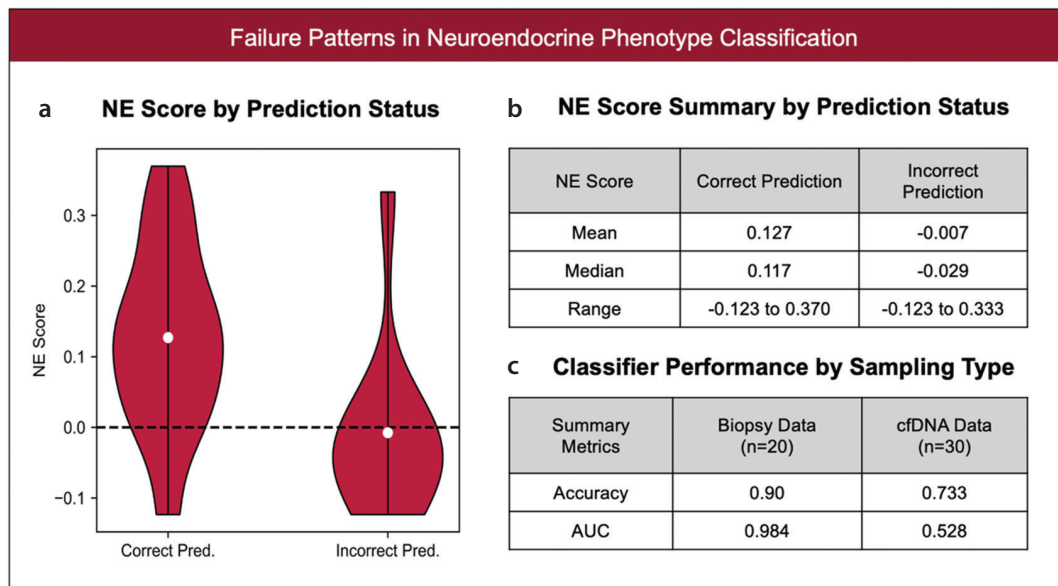 Failure Patterns in Neuroendocrine Phenotype Classification
a
NE Score by Prediction Status
NE Score
0.3
0.2
0.1
0.0
−0.1
Correct Pred.
Incorrect Pred.
b
NE Score Summary by Prediction Status
NE Score
Correct Prediction
Incorrect
Prediction
Mean
0.127
-0.007
Median
0.117
-0.029
Range
-0.123 to 0.370
-0.123 to 0.333
c
Classifier Performance by Sampling Type
Summary
Metrics
Biopsy Data
(n=20)
cfDNA Data
(n=30)
Accuracy
0.90
0.733
AUC
0.984
0.528